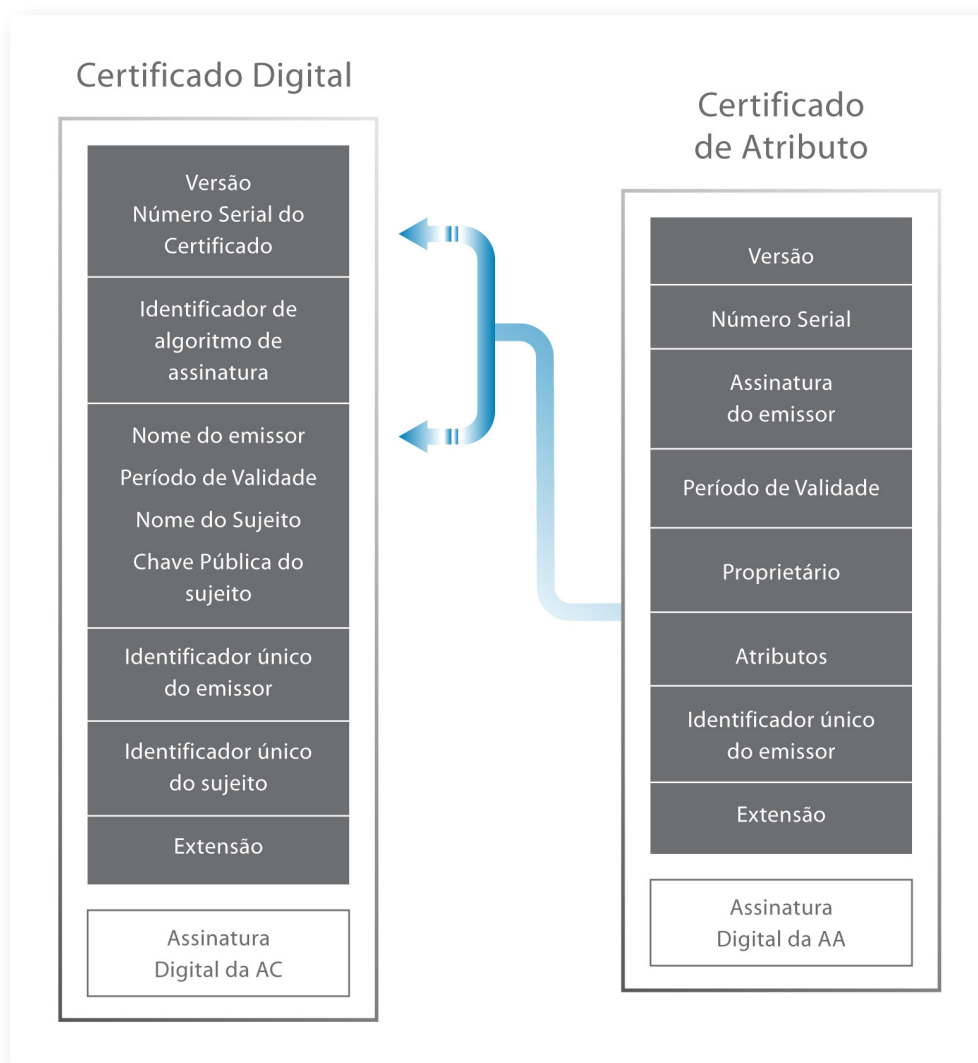 Certificado Digital
Versão
Número Serial do
Certificado
Identificador de
algoritmo de
assinatura
Nome do emissor
Período de Validade
Nome do Sujeito
Chave Pública do
sujeito
Identificador único
do emissor
Identificador único
do sujeito
Extensão
Assinatura
Digital da AC
Certificado
de Atributo
Versão
Número Serial
Assinatura
do emissor
Período de Validade
Proprietário
Atributos
Identificador único
do emissor
Extensão
Assinatura
Digital da AA